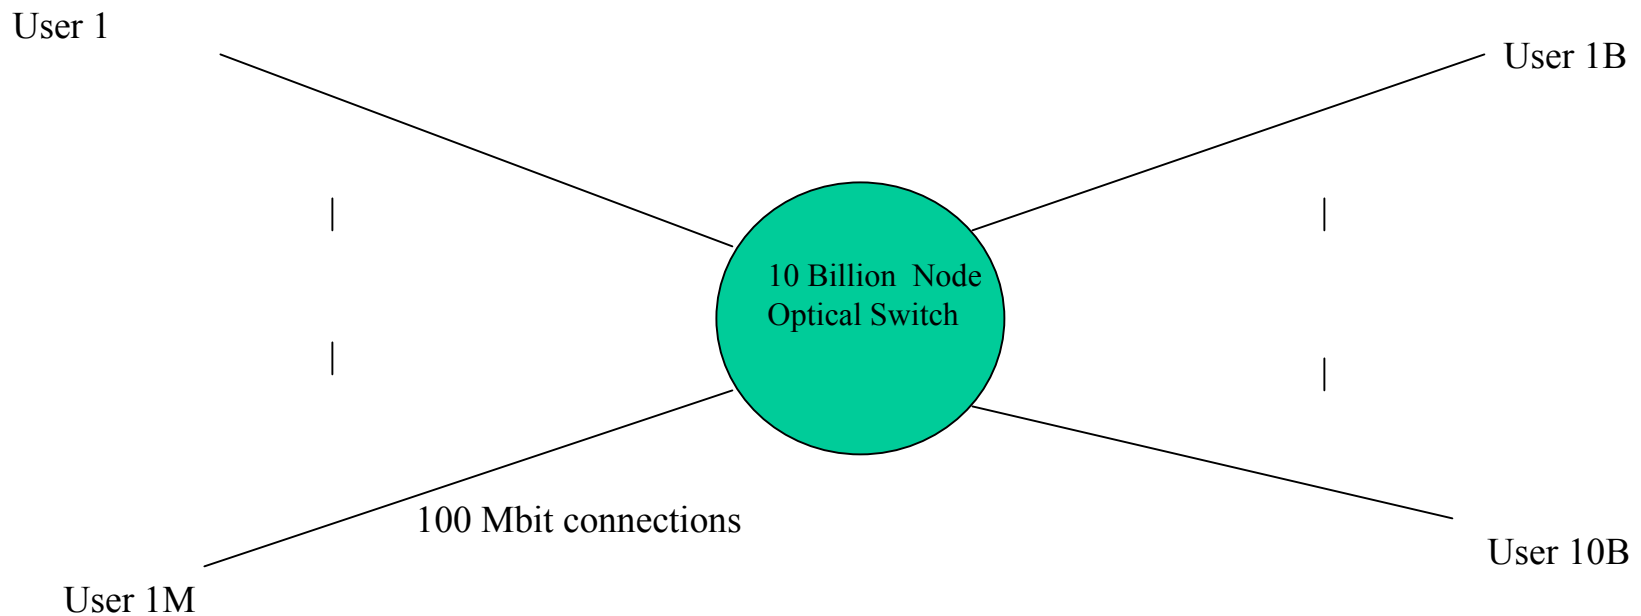 User 1
User 1B
10 Billion Node
Optical Switch
100 Mbit connections
User 10B
User 1M